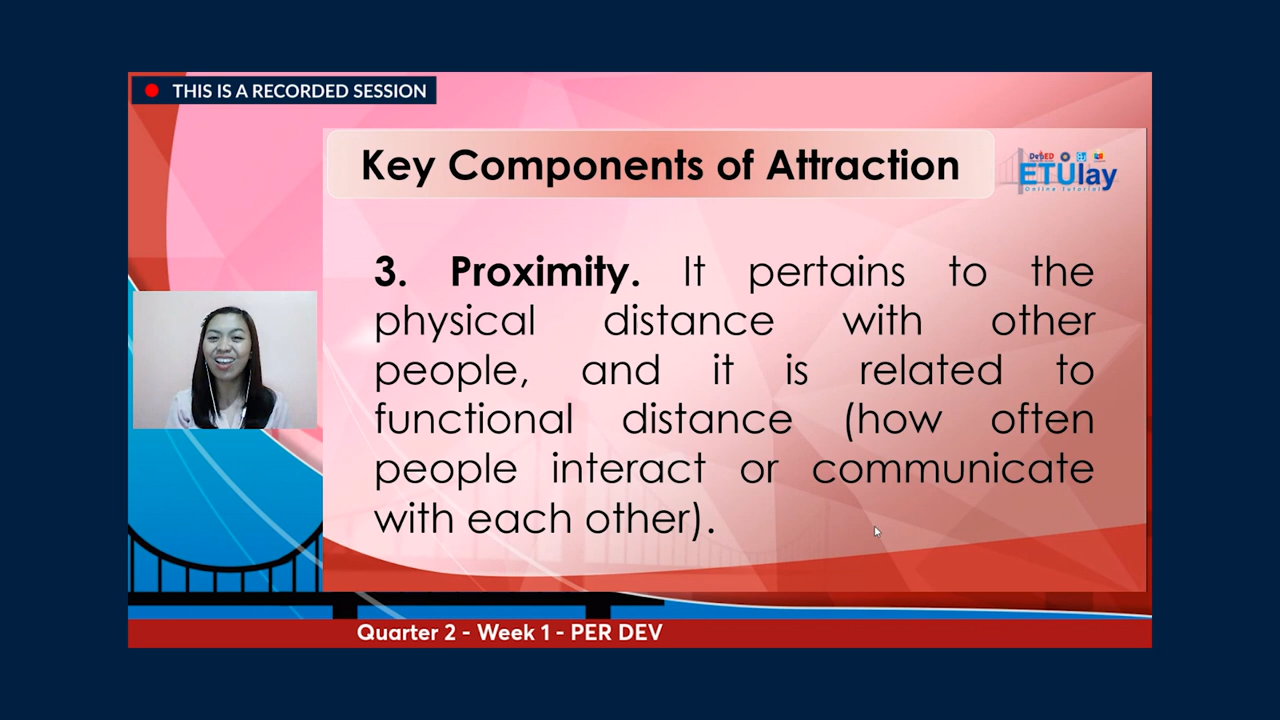 THIS IS A RECORDED SESSION
Key Components of Attraction
DepED
ETUlay
Online Tutorial
3. Proximity. It pertains to the
physical distance with other
people, and it is related to
functional distance (how often
people interact or communicate
with each other).
Quarter 2 - Week 1 - PER DEV